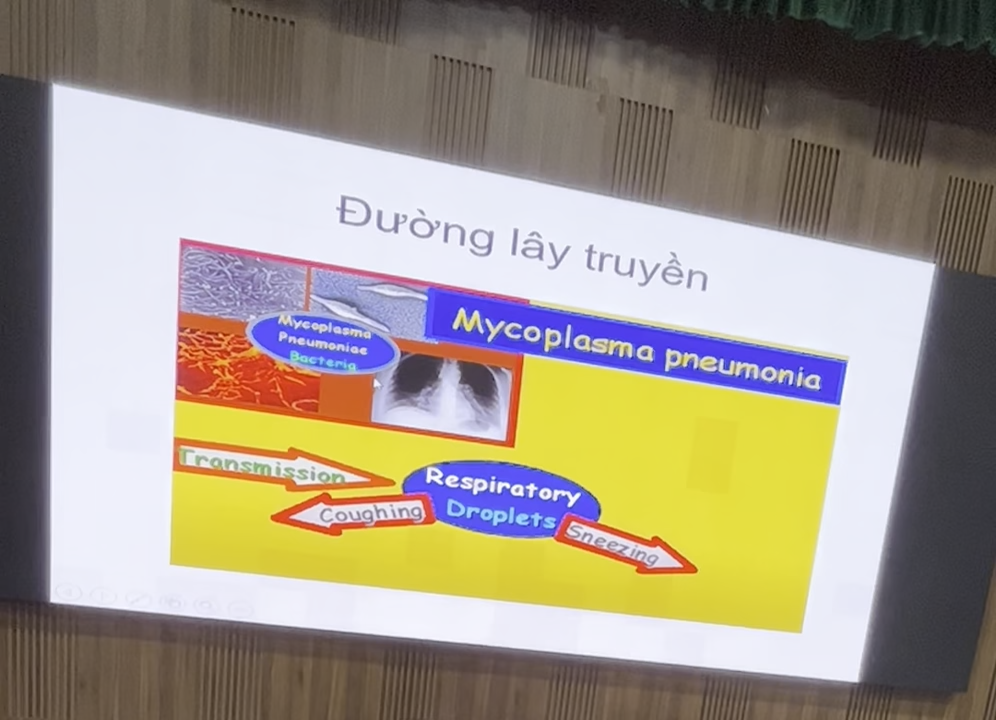 Đường lây truyền
Mycoplasma
Pneumoniae
Bacteria
Mycoplasma pneumonia
Transmission
Respiratory
Droplets
Coughing
Sneezing